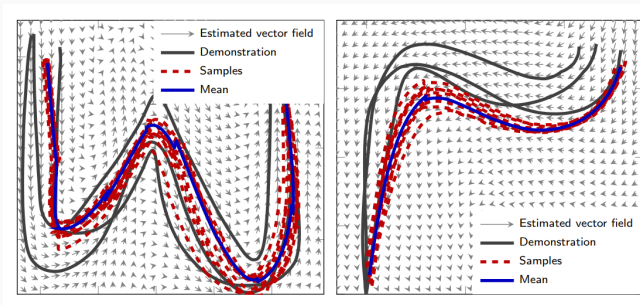 Estimated vector field
Demonstration
Samples
Mean
Estimated vector field
Demonstration
Samples
Mean